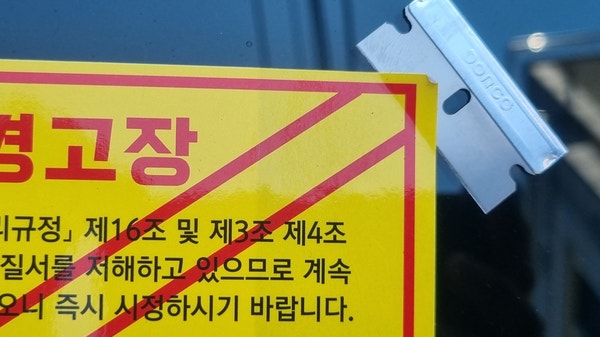 경고장
리규정」 제16조 및 제3조 제4조
질서를 저해하고 있으므로 계속
오니 즉시 시정하시기 바랍니다.
DORCO